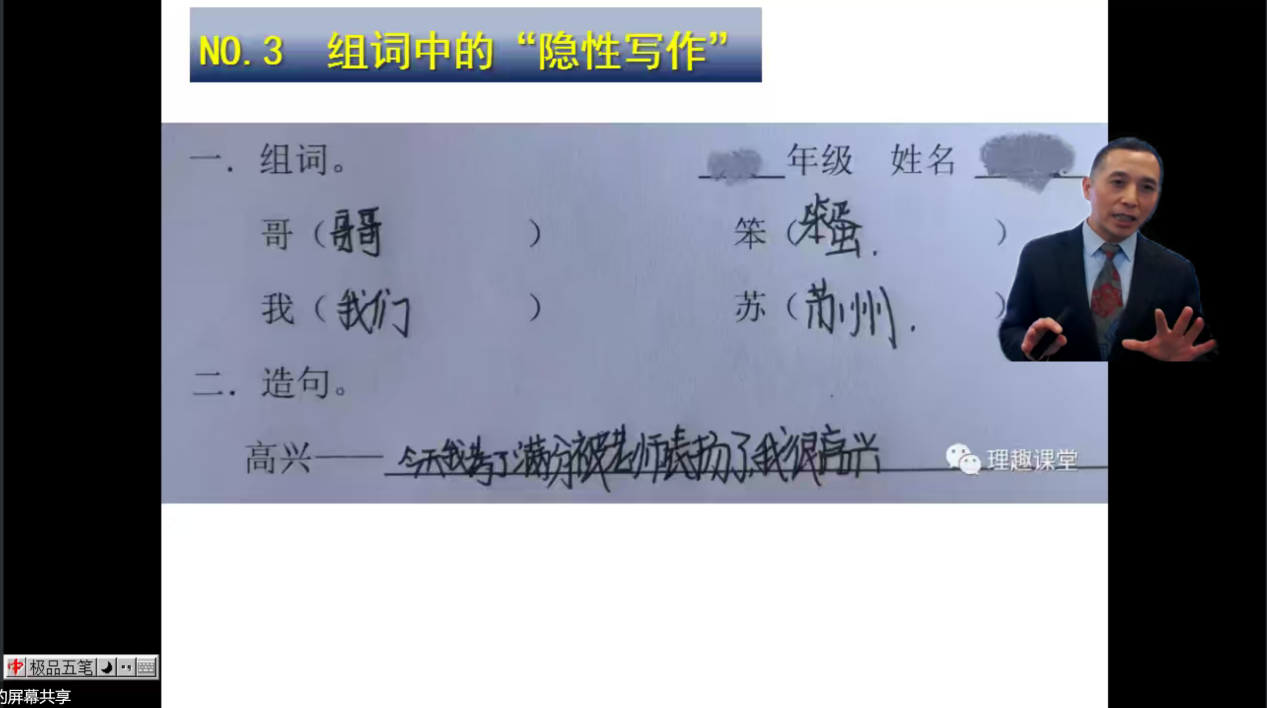 NO.3 组词中的“隐性写作”
一．组词。 年级 姓名
哥（哥哥） 笨（笨蛋.）
我（我们） 苏（苏州.）
二．造句。
高兴——今天我考了满分被老师表扬了我很高兴
理趣课堂
中 极品五笔
的屏幕共享